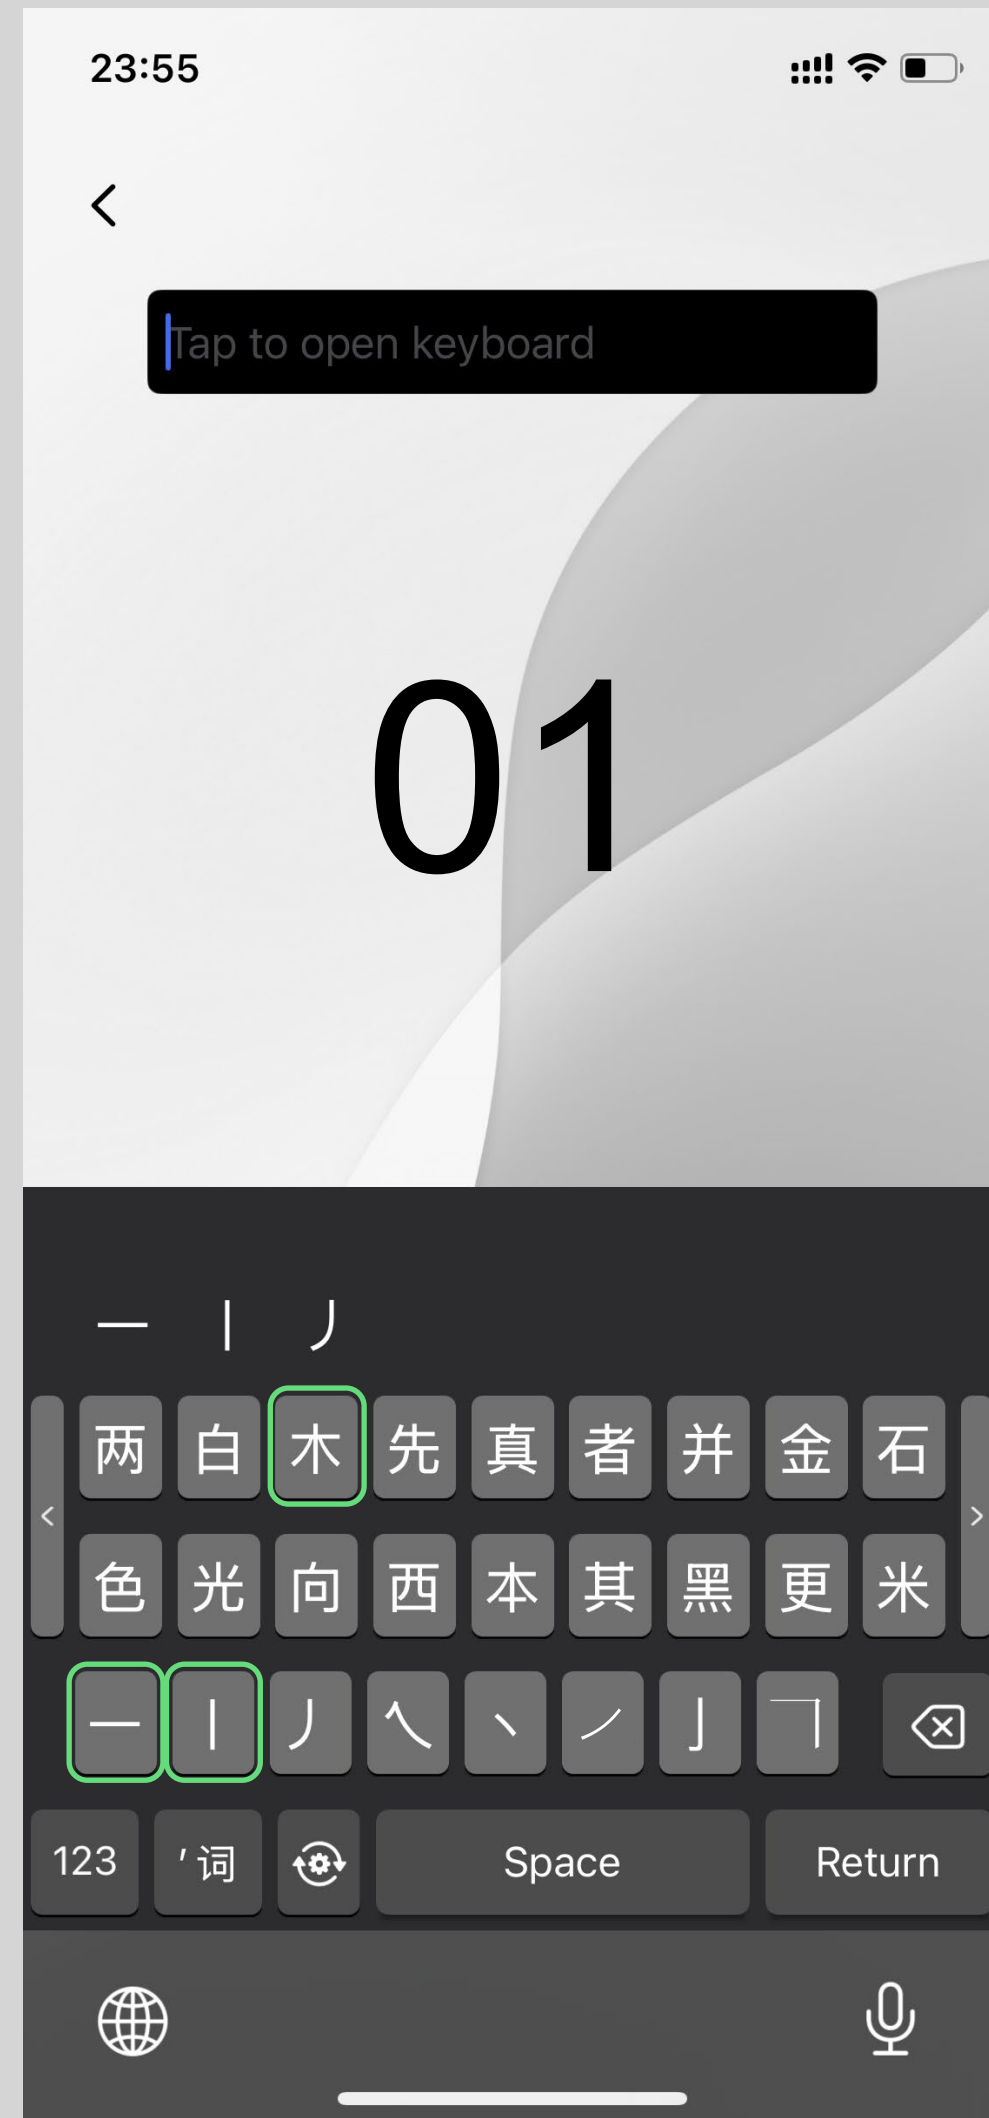 23:55
Tap to open keyboard
01
一 丨 丿
两 白 木 先 真 者 并 金 石
色 光 向 西 本 其 黑 更 米
一 丨 丿 ㇏ 丶 ㇒ 亅 ㇕
123 ′词 Space Return